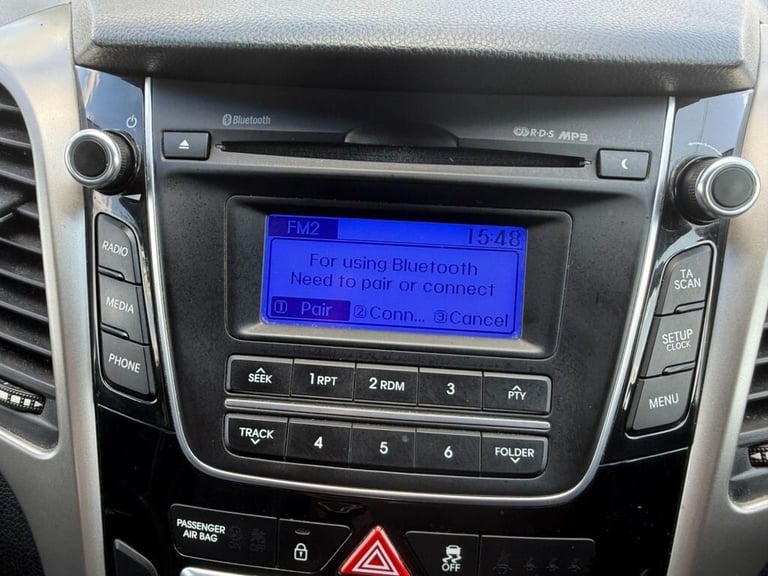 Bluetooth
R·D·S MP3
FM2 15:48
For using Bluetooth
Need to pair or connect
① Pair ② Conn... ③ Cancel
RADIO
MEDIA
PHONE
TA
SCAN
SETUP
CLOCK
MENU
SEEK 1 RPT 2 RDM 3 PTY
TRACK 4 5 6 FOLDER
PASSENGER
AIR BAG
OFF